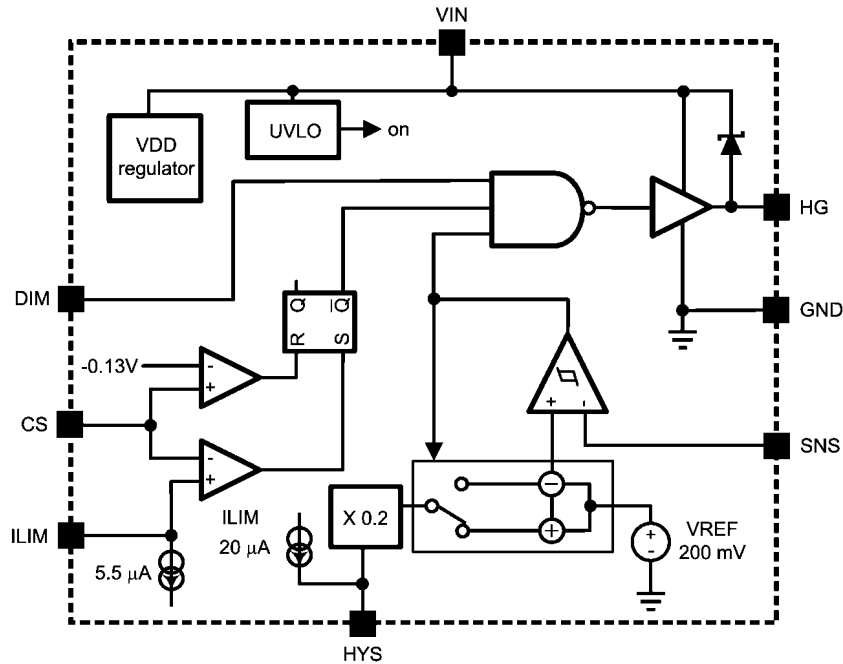 VIN
VDD
regulator
UVLO
on
HG
DIM
Q
Q̅
R
S
GND
-0.13V
-
+
CS
-
+
+
-
SNS
ILIM
5.5 µA
ILIM
20 µA
X 0.2
−
+
+
-
VREF
200 mV
HYS